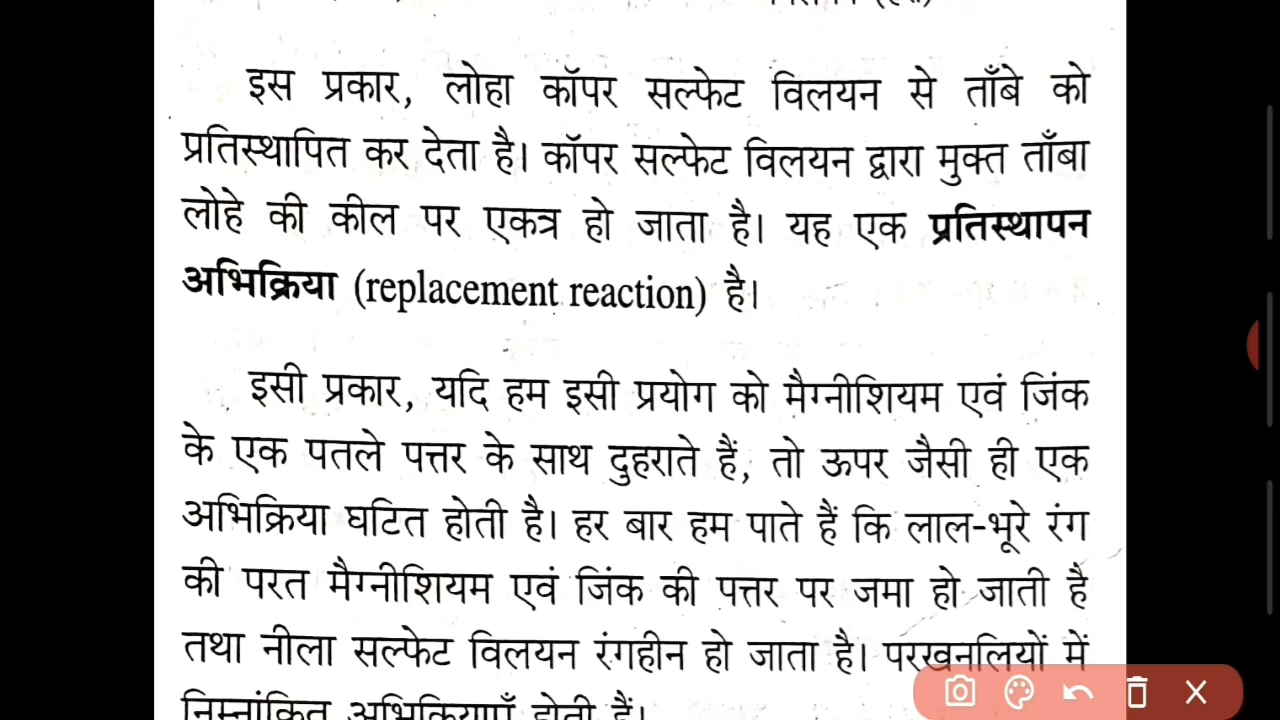 इस प्रकार, लोहा कॉपर सल्फेट विलयन से ताँबे को
प्रतिस्थापित कर देता है। कॉपर सल्फेट विलयन द्वारा मुक्त ताँबा
लोहे की कील पर एकत्र हो जाता है। यह एक प्रतिस्थापन
अभिक्रिया (replacement reaction) है।
इसी प्रकार, यदि हम इसी प्रयोग को मैग्नीशियम एवं जिंक
के एक पतले पत्तर के साथ दुहराते हैं, तो ऊपर जैसी ही एक
अभिक्रिया घटित होती है। हर बार हम पाते हैं कि लाल-भूरे रंग
की परत मैग्नीशियम एवं जिंक की पत्तर पर जमा हो जाती है
तथा नीला सल्फेट विलयन रंगहीन हो जाता है। परखनलियों में
निम्नांकित अभिक्रियाएँ होती हैं।